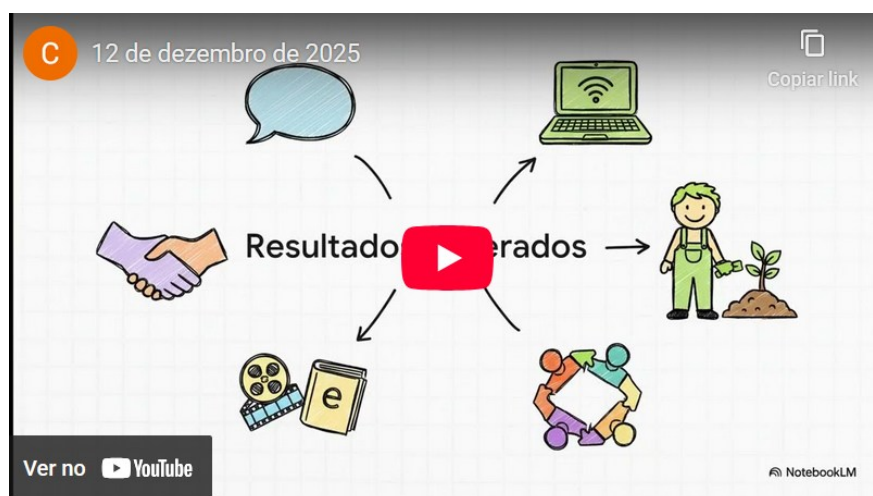 C
12 de dezembro de 2025
Copiar link
Resultado erados
e
Ver no YouTube
NotebookLM